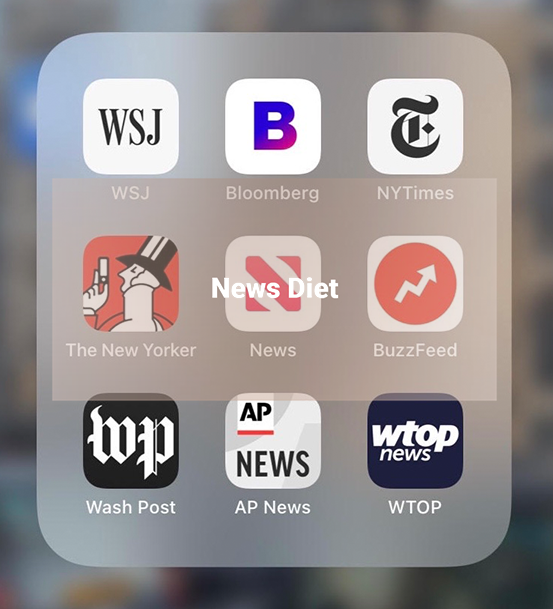 WSJ B T
WSJ Bloomberg NYTimes
News Diet
The New Yorker News BuzzFeed
wp AP NEWS wtop news
Wash Post AP News WTOP